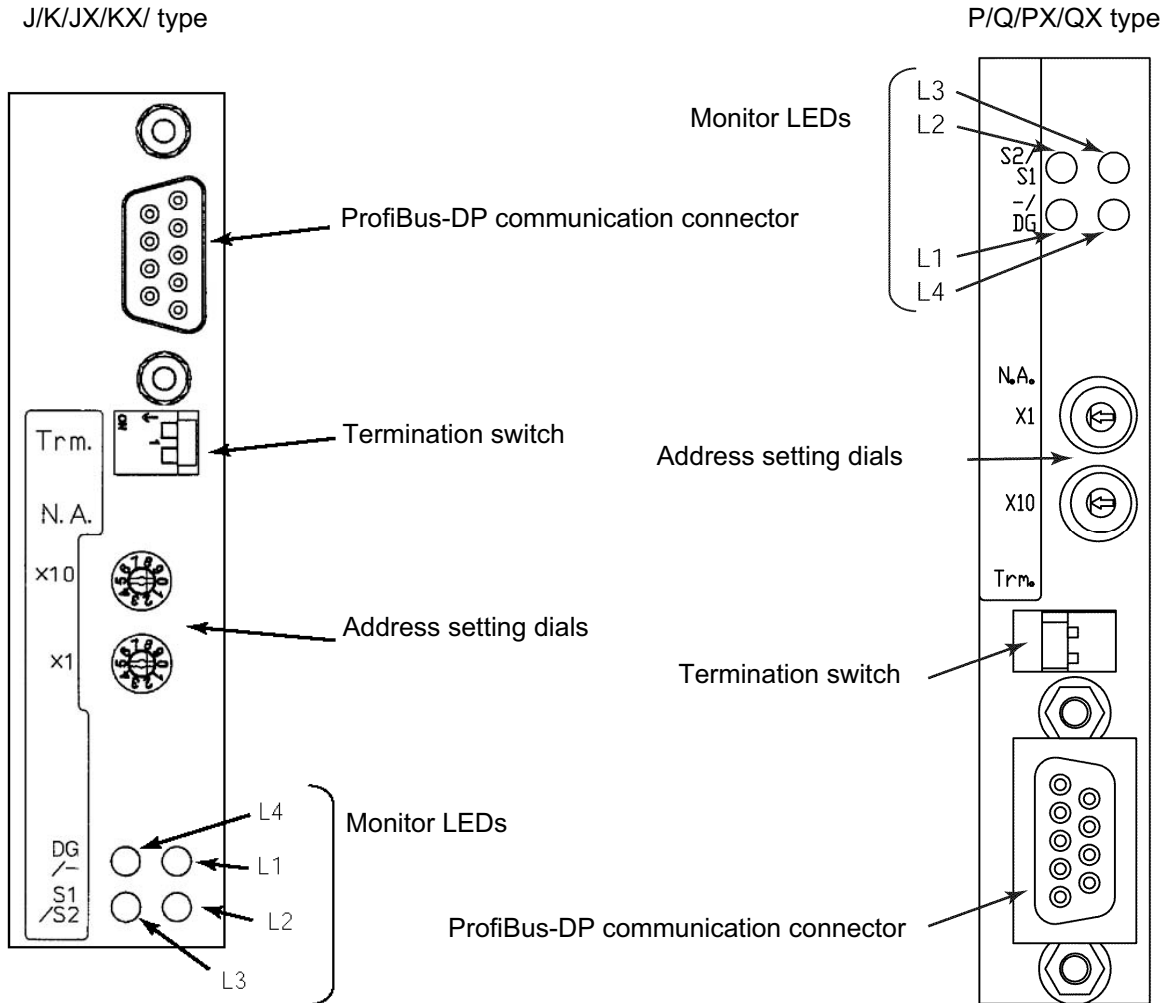 J/K/JX/KX/ type
ProfiBus-DP communication connector
Trm.
ON
1
Termination switch
N.A.
X10
Address setting dials
X1
L4
Monitor LEDs
DG
/-
L1
S1
/S2
L2
L3
P/Q/PX/QX type
L3
Monitor LEDs
L2
S2/
S1
-/
DG
L1
L4
N.A.
X1
Address setting dials
X10
Trm.
Termination switch
ProfiBus-DP communication connector